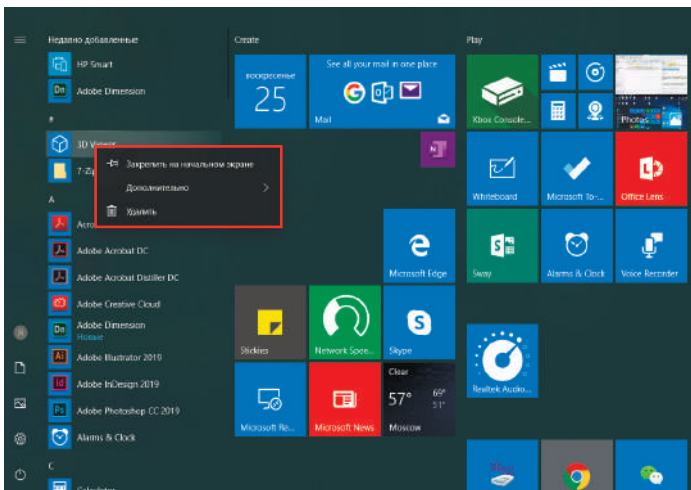 Недавно добавленные
HP Smart
Adobe Dimension
#
3D Viewer
7-Zip
Закрепить на начальном экране
Дополнительно
Удалить
A
Adobe Acrobat DC
Adobe Acrobat Distiller DC
Adobe Creative Cloud
Adobe Dimension
Новые
Adobe Illustrator 2019
Adobe InDesign 2019
Adobe Photoshop CC 2019
Alarms & Clock
C
Create
воскресенье
25
See all your mail in one place
Mail
Microsoft Edge
Stickies
Network Spee...
Skype
Microsoft Re...
Microsoft News
Clear
57°
69°
51°
Moscow
Play
Xbox Console...
Photos
Whiteboard
Microsoft To-...
Office Lens
Sway
Alarms & Clock
Voice Recorder
Realtek Audio...